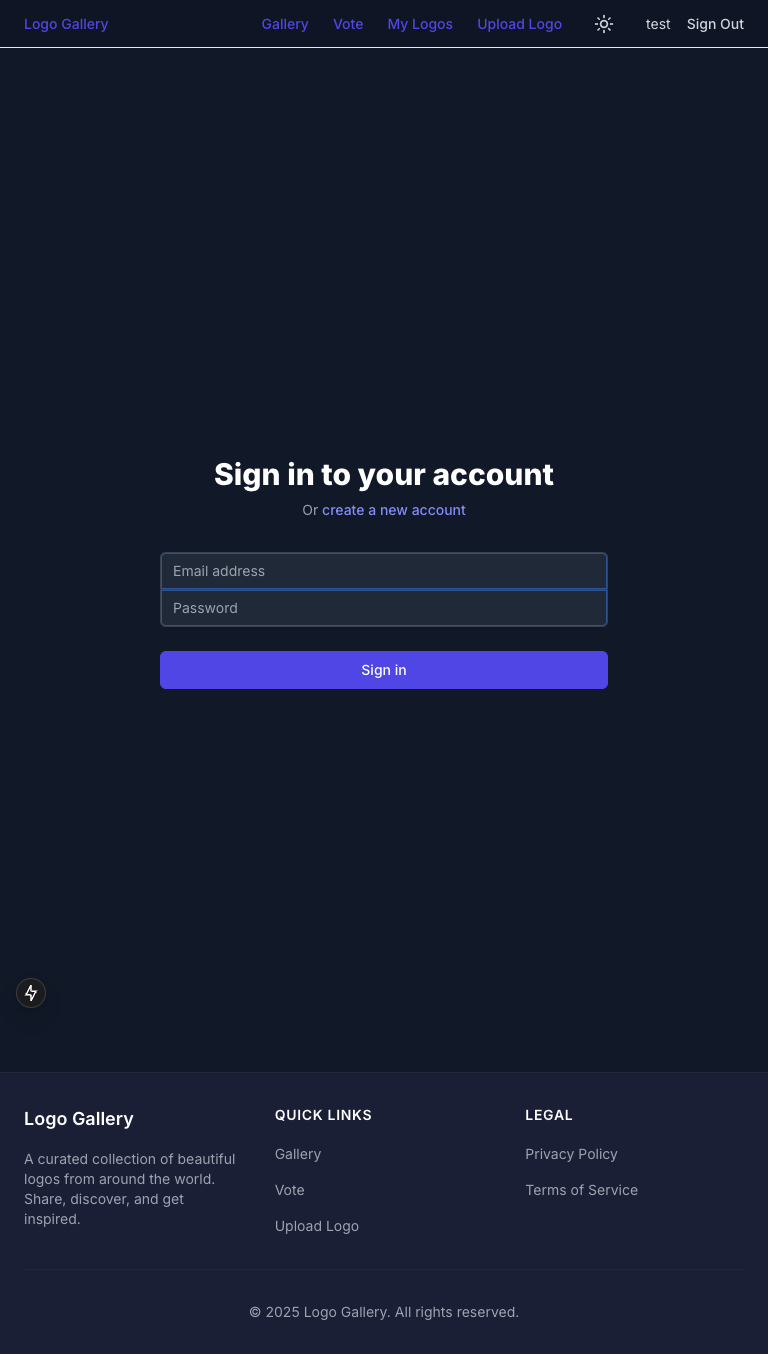 Logo Gallery
Gallery Vote My Logos Upload Logo test Sign Out
Sign in to your account
Or create a new account
Email address
Password
Sign in
Logo Gallery
A curated collection of beautiful
logos from around the world.
Share, discover, and get
inspired.
QUICK LINKS
Gallery
Vote
Upload Logo
LEGAL
Privacy Policy
Terms of Service
© 2025 Logo Gallery. All rights reserved.